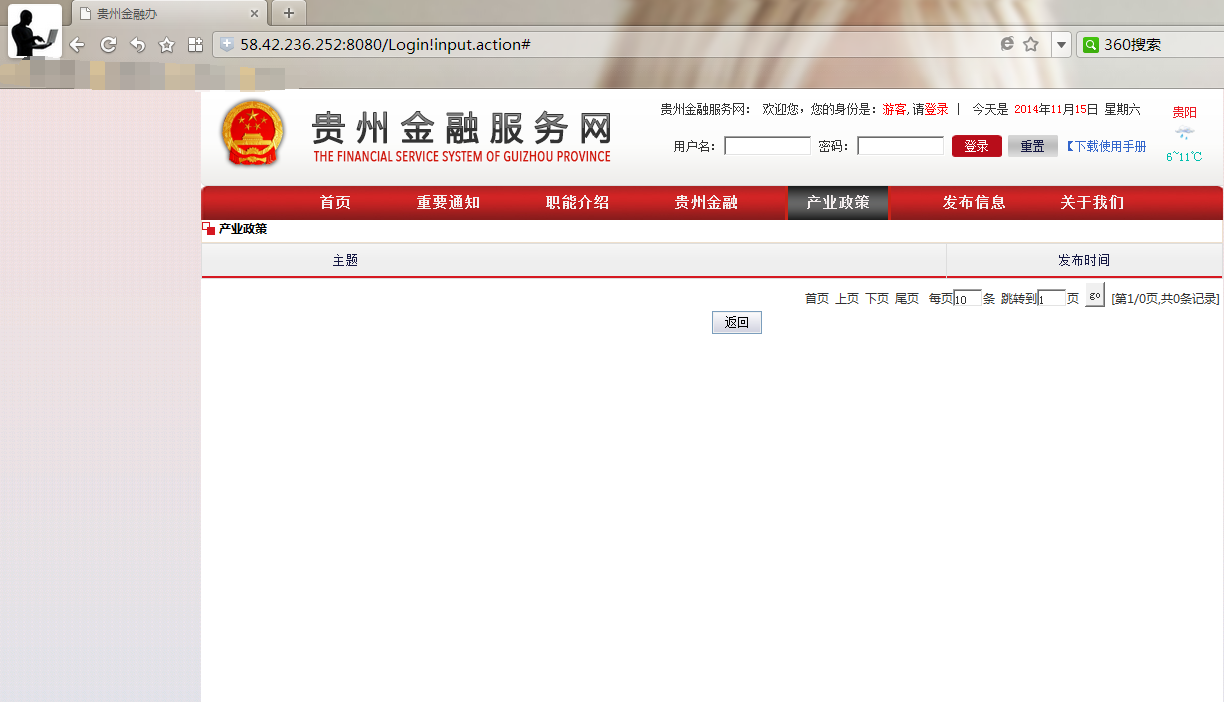 贵州金融办
58.42.236.252:8080/Login!input.action#
360搜索
贵州金融服务网
THE FINANCIAL SERVICE SYSTEM OF GUIZHOU PROVINCE
贵州金融服务网： 欢迎您，您的身份是：游客,请登录 | 今天是 2014年11月15日 星期六
贵阳
6~11℃
用户名： 密码： 登录 重置 【下载使用手册
首页 重要通知 职能介绍 贵州金融 产业政策 发布信息 关于我们
产业政策
主题 发布时间
首页 上页 下页 尾页 每页10条 跳转到1页 go [第1/0页,共0条记录]
返回